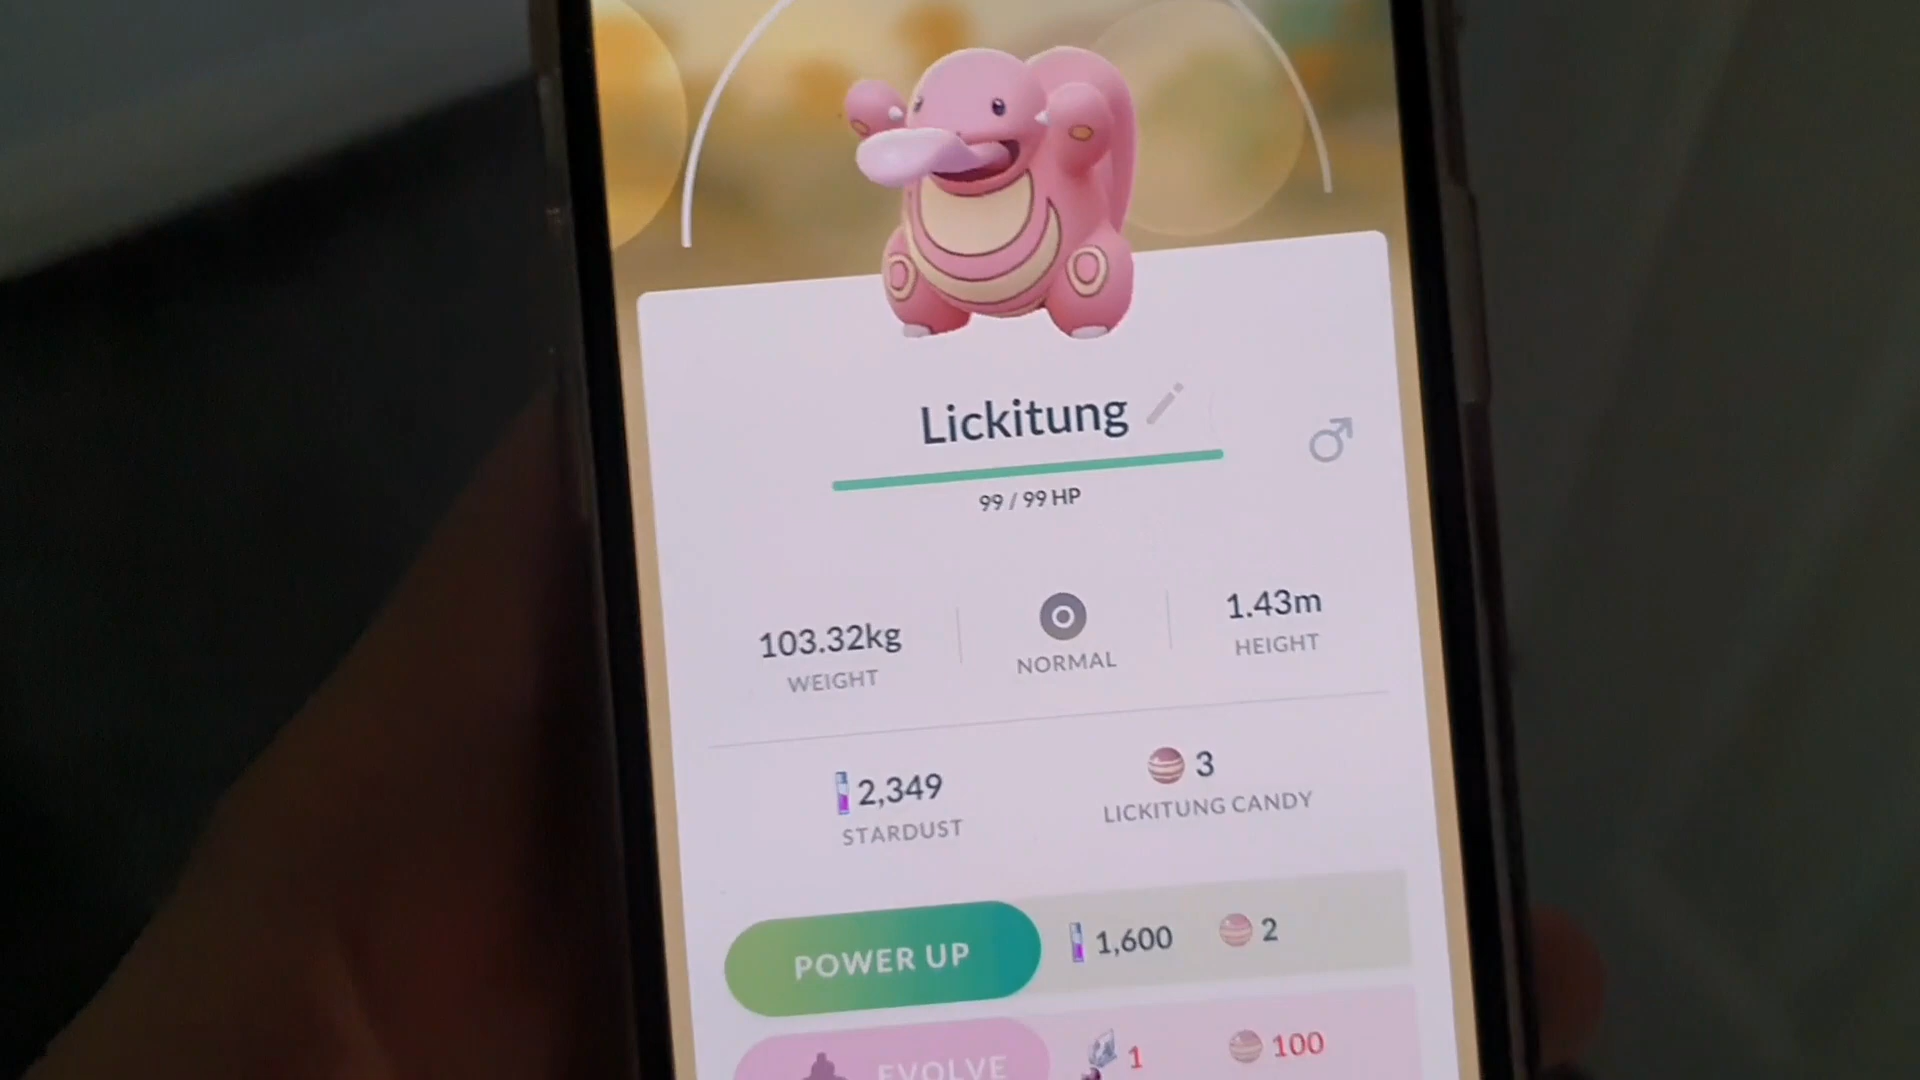 Lickitung
99 / 99 HP
103.32kg
WEIGHT
NORMAL
1.43m
HEIGHT
2,349
STARDUST
3
LICKITUNG CANDY
POWER UP
1,600
2
EVOLVE
1
100